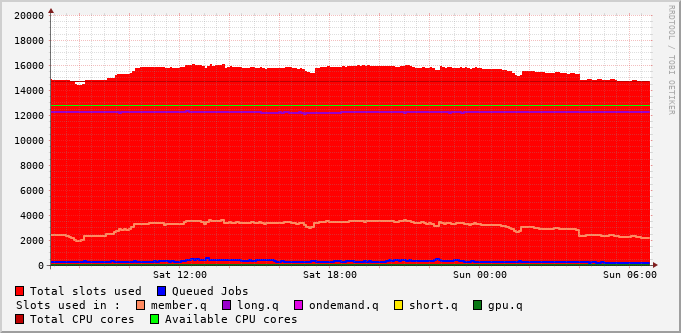 20000
18000
16000
14000
12000
10000
8000
6000
4000
2000
0
Sat 12:00 Sat 18:00 Sun 00:00 Sun 06:00
Total slots used Queued Jobs
Slots used in : member.q long.q ondemand.q short.q gpu.q
Total CPU cores Available CPU cores
RRDTOOL / TOBI OETIKER